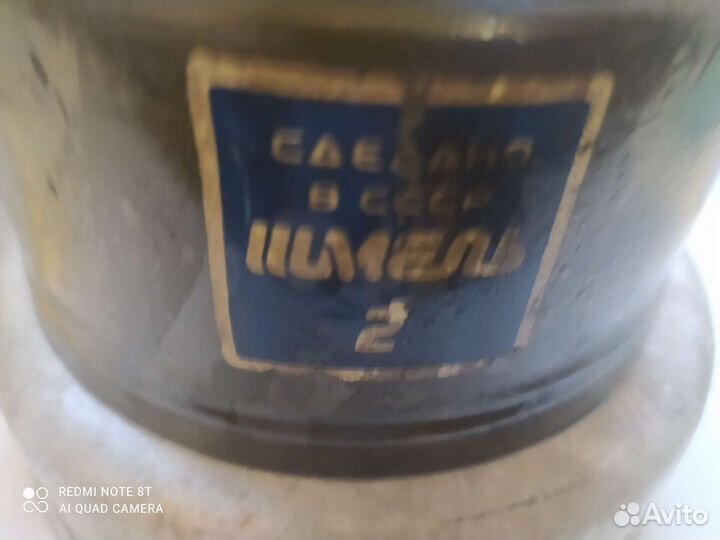 СДЕЛАНО
В СССР
ШМЕЛЬ
2
REDMI NOTE 8T
AI QUAD CAMERA
Avito